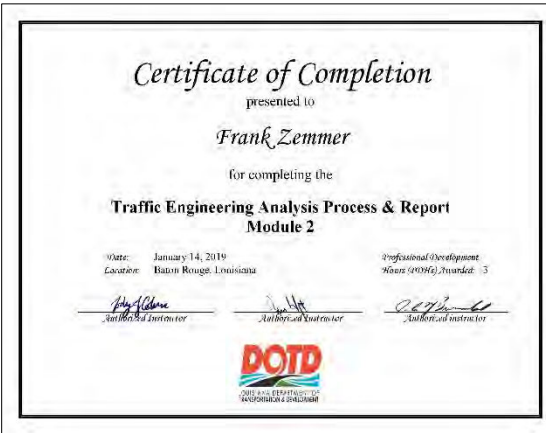 Certificate of Completion
presented to
Frank Zemmer
for completing the
Traffic Engineering Analysis Process & Report
Module 2
Date: January 14, 2019
Location: Baton Rouge, Louisiana
Professional Development
Hours (PDHs) Awarded: 3
Authorized Instructor
Authorized Instructor
Authorized instructor
DOTD
LOUISIANA DEPARTMENT OF
TRANSPORTATION & DEVELOPMENT